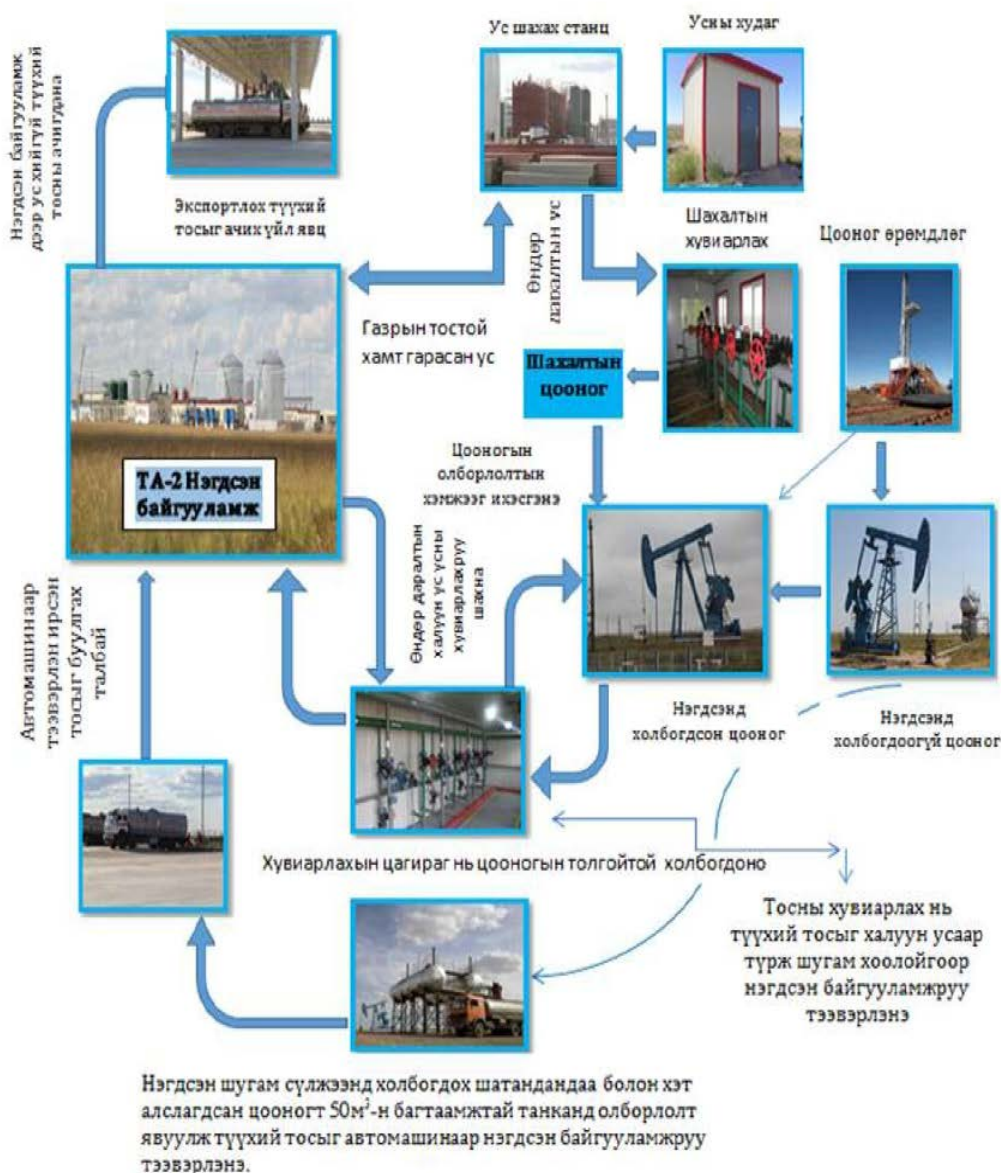 Ус шахах станц
Усны худаг
Нэгдсэн байгууламж
дээр ус хийгүй түүхий
тосны ачигдана
Экспортлох түүхий
тосыг ачих үйл явц
Өндөр
даралтын ус
Шахалтын
хувиарлах
Цооног өрөмдлөг
Газрын тостой
хамт гарасан ус
Шахалтын
цооног
Цооногын
олборлолтын
хэмжээг ихэсгэнэ
ТА-2 Нэгдсэн
байгууламж
Өндөр даралтын
халуун ус усны
хувиарлахруу
шахна
Автомашинаар
тээвэрлэн ирсэн
тосыг буулгах
талбай
Нэгдсэнд
холбогдсон цооног
Нэгдсэнд
холбогдоогүй цооног
Хувиарлахын цагираг нь цооногын толгойтой холбогдоно
Тосны хувиарлах нь
түүхий тосыг халуун усаар
түрж шугам хоолойгоор
нэгдсэн байгууламжруу
тээвэрлэнэ
Нэгдсэн шугам сүлжээнд холбогдох шатандандаа болон хэт
алслагдсан цооногт 50м³-н багтаамжтай танканд олборлолт
явуулж түүхий тосыг автомашинаар нэгдсэн байгууламжруу
тээвэрлэнэ.